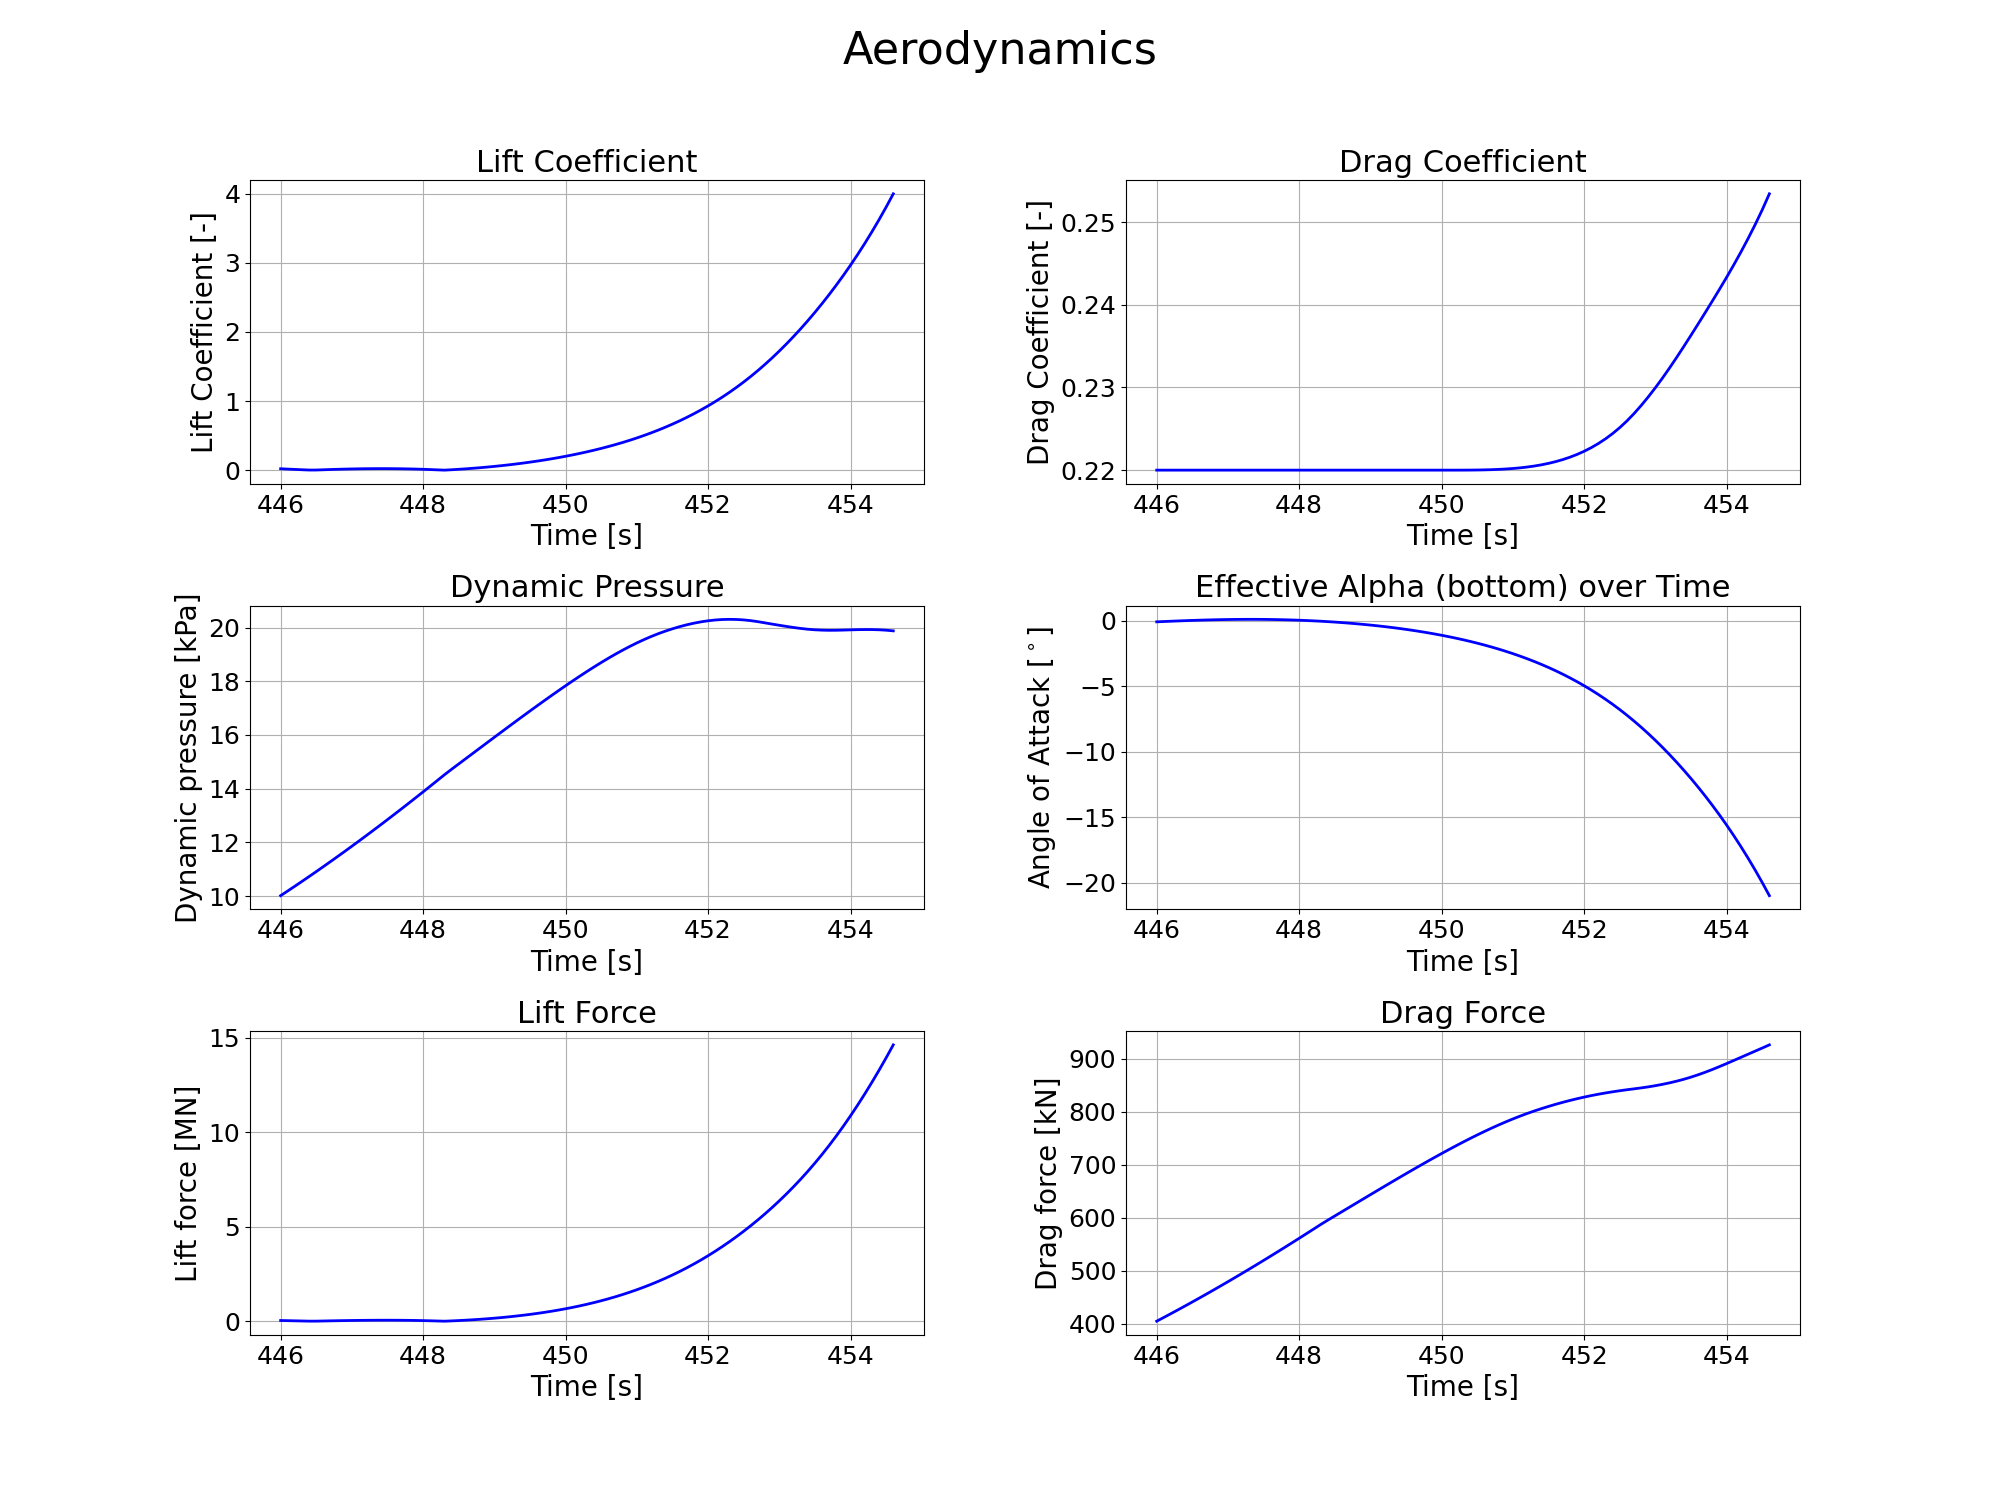 Aerodynamics
Lift Coefficient
Lift Coefficient [-]
4
3
2
1
0
446 448 450 452 454
Time [s]
Drag Coefficient
Drag Coefficient [-]
0.25
0.24
0.23
0.22
446 448 450 452 454
Time [s]
Dynamic Pressure
Dynamic pressure [kPa]
20
18
16
14
12
10
446 448 450 452 454
Time [s]
Effective Alpha (bottom) over Time
Angle of Attack [°]
0
−5
−10
−15
−20
446 448 450 452 454
Time [s]
Lift Force
Lift force [MN]
15
10
5
0
446 448 450 452 454
Time [s]
Drag Force
Drag force [kN]
900
800
700
600
500
400
446 448 450 452 454
Time [s]